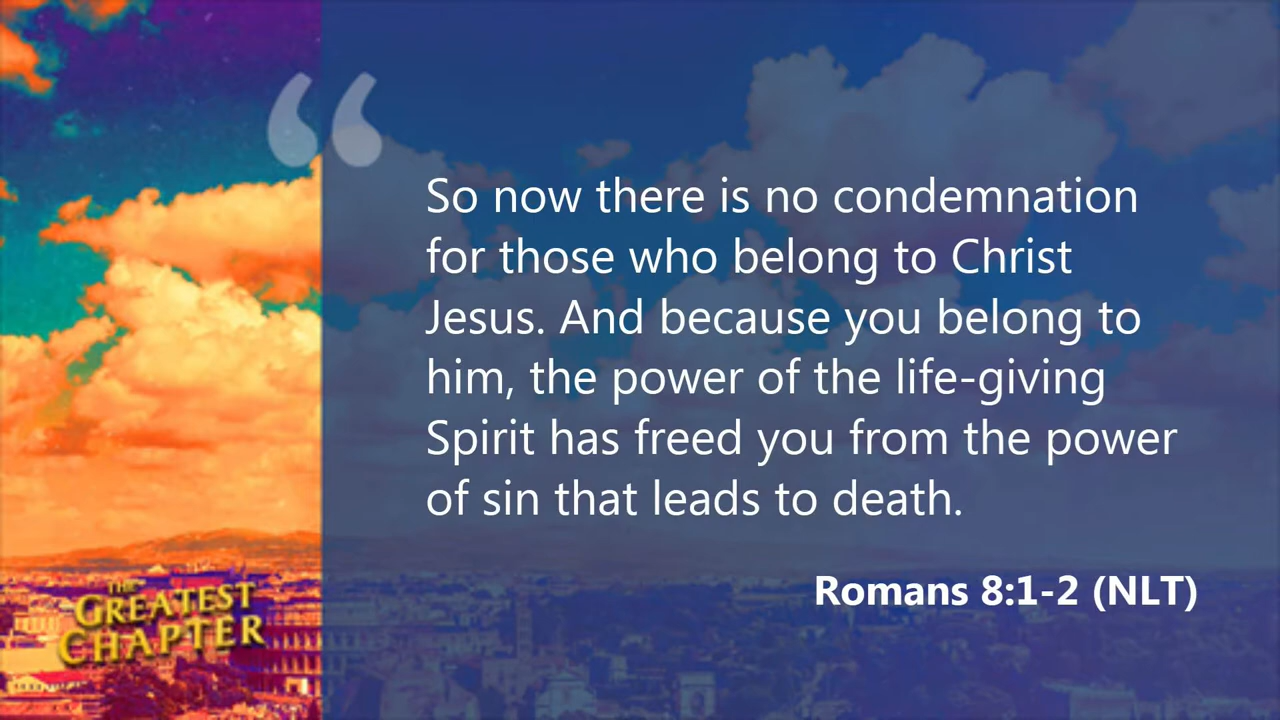 “
So now there is no condemnation
for those who belong to Christ
Jesus. And because you belong to
him, the power of the life-giving
Spirit has freed you from the power
of sin that leads to death.
Romans 8:1-2 (NLT)
THE
GREATEST
CHAPTER